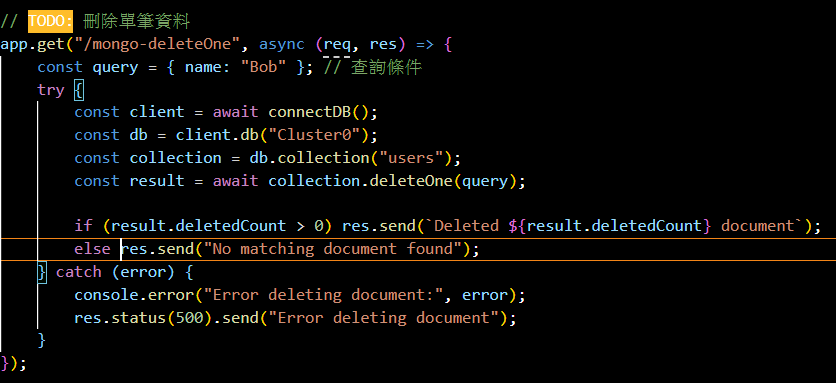 // TODO: 刪除單筆資料
app.get("/mongo-deleteOne", async (req, res) => {
    const query = { name: "Bob" }; // 查詢條件
    try {
        const client = await connectDB();
        const db = client.db("Cluster0");
        const collection = db.collection("users");
        const result = await collection.deleteOne(query);

        if (result.deletedCount > 0) res.send(`Deleted ${result.deletedCount} document`);
        else res.send("No matching document found");
    } catch (error) {
        console.error("Error deleting document:", error);
        res.status(500).send("Error deleting document");
    }
});